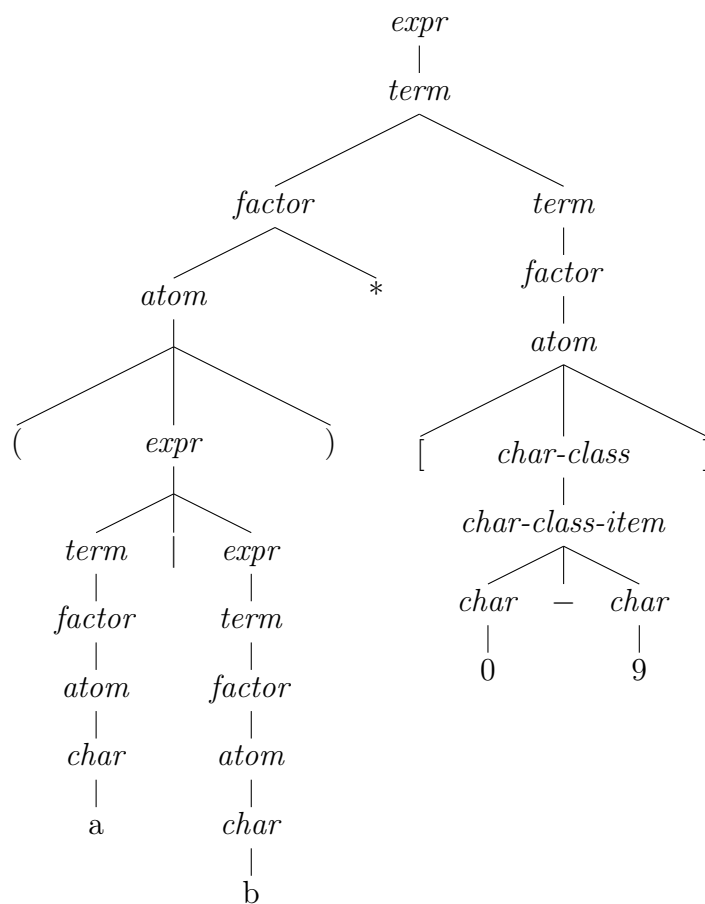 expr
term
factor term
atom * factor
atom
( expr ) [ char-class ]
char-class-item
term | expr
char – char
factor term
0 9
atom factor
char atom
a char
b